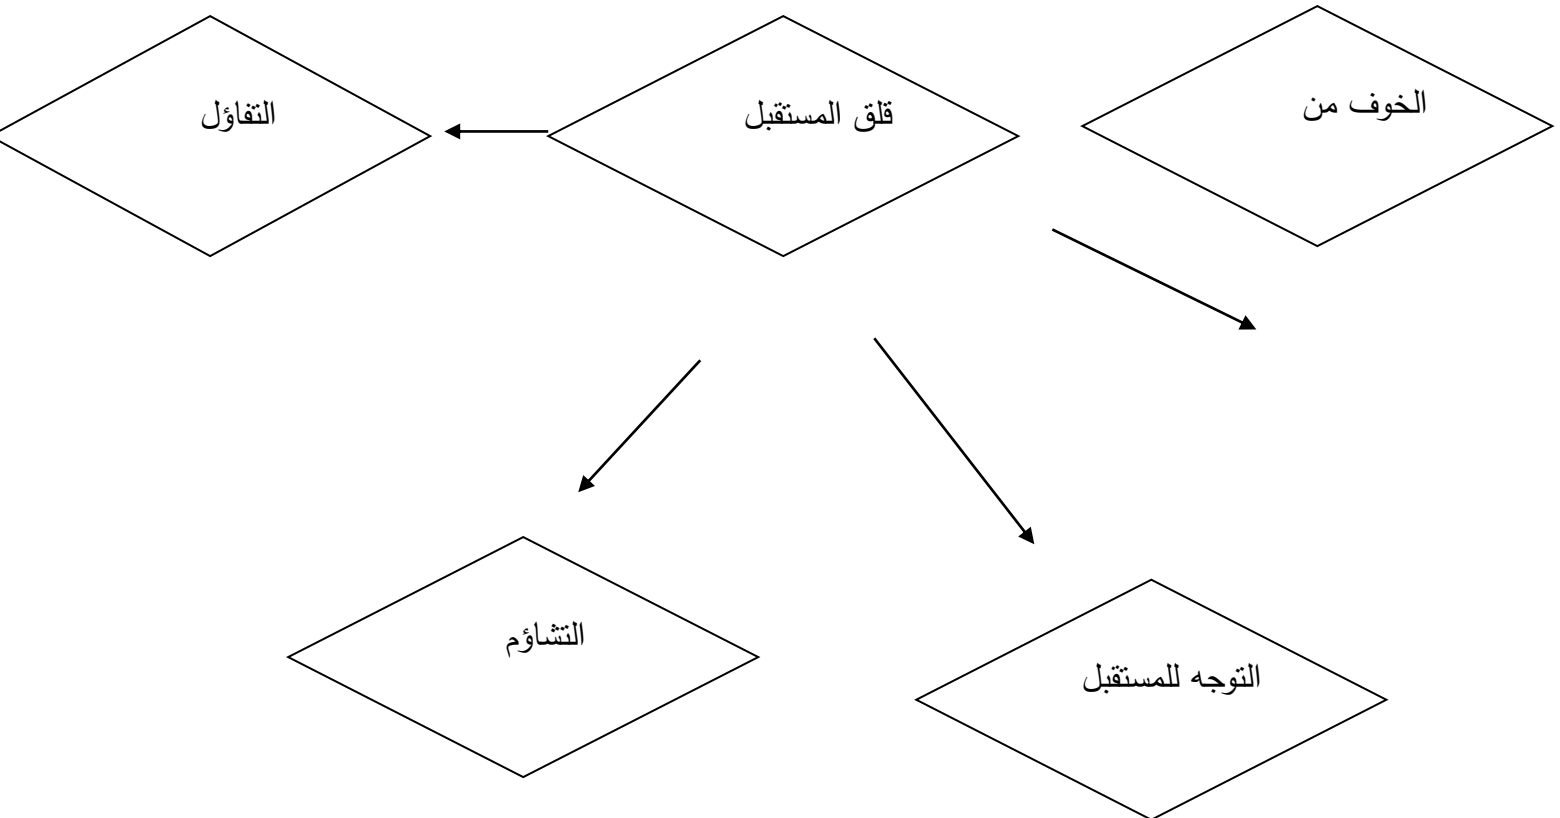 الخوف من
قلق المستقبل
التفاؤل
التشاؤم
التوجه للمستقبل